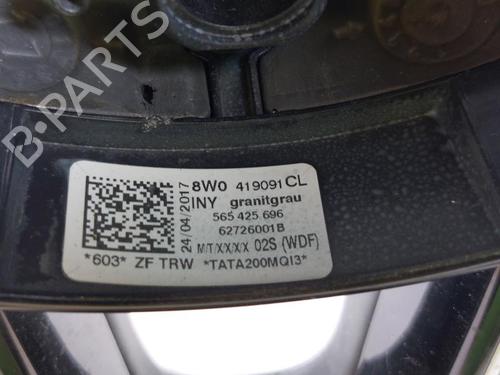 B-PARTS
24/04/2017
8W0 419091 CL
INY granitgrau
565 425 696
62726001B
M/T/XXXX 02S (WDF)
*603* ZF TRW *TATA200MQI3*